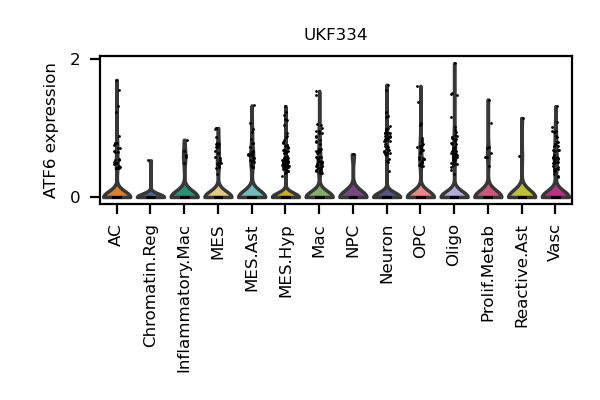 UKF334
ATF6 expression
2
0
AC
Chromatin.Reg
Inflammatory.Mac
MES
MES.Ast
MES.Hyp
Mac
NPC
Neuron
OPC
Oligo
Prolif.Metab
Reactive.Ast
Vasc